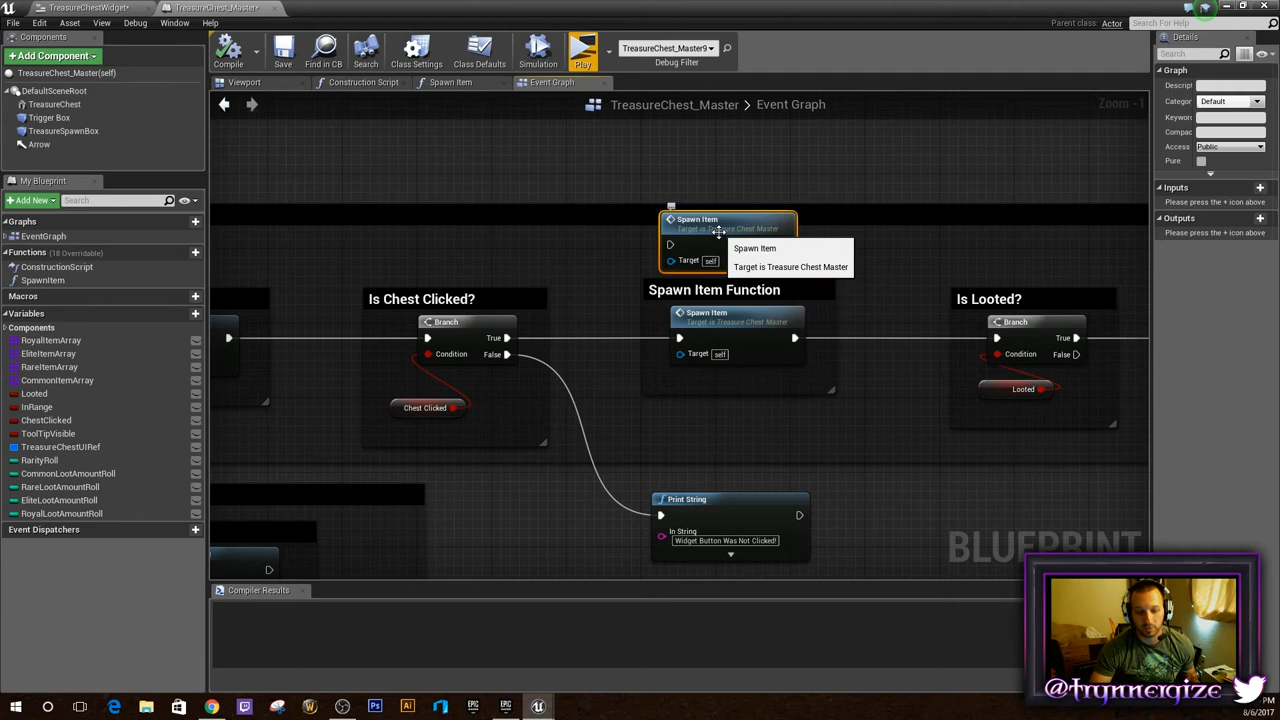 TreasureChestWidget*
TreasureChest_Master*
File
Edit
Asset
View
Debug
Window
Help
Parent class: Actor
Search For Help
Components
Add Component
TreasureChest_Master(self)
DefaultSceneRoot
TreasureChest
Trigger Box
TreasureSpawnBox
Arrow
Compile
Save
Find in CB
Search
Class Settings
Class Defaults
Simulation
Play
TreasureChest_Master9
Debug Filter
Viewport
Construction Script
Spawn Item
Event Graph
TreasureChest_Master > Event Graph
Zoom -1
My Blueprint
Add New
Search
Graphs
EventGraph
Functions (18 Overridable)
ConstructionScript
SpawnItem
Macros
Variables
Components
RoyalItemArray
EliteItemArray
RareItemArray
CommonItemArray
Looted
InRange
ChestClicked
ToolTipVisible
TreasureChestUIRef
RarityRoll
CommonLootAmountRoll
RareLootAmountRoll
EliteLootAmountRoll
RoyalLootAmountRoll
Event Dispatchers
Spawn Item
Target is Treasure Chest Master
Target self
Spawn Item
Target is Treasure Chest Master
Is Chest Clicked?
Branch
True
Condition
False
Chest Clicked
Spawn Item Function
Spawn Item
Target is Treasure Chest Master
Target self
Is Looted?
Branch
True
Condition
False
Looted
Print String
In String
Widget Button Was Not Clicked!
BLUEPRINT
Compiler Results
Details
Search
Graph
Descrip
Categor
Default
Keyword
Compac
Access
Public
Pure
Inputs
Please press the + icon above
Outputs
Please press the + icon above
@frynnergize
PM
8/6/2017